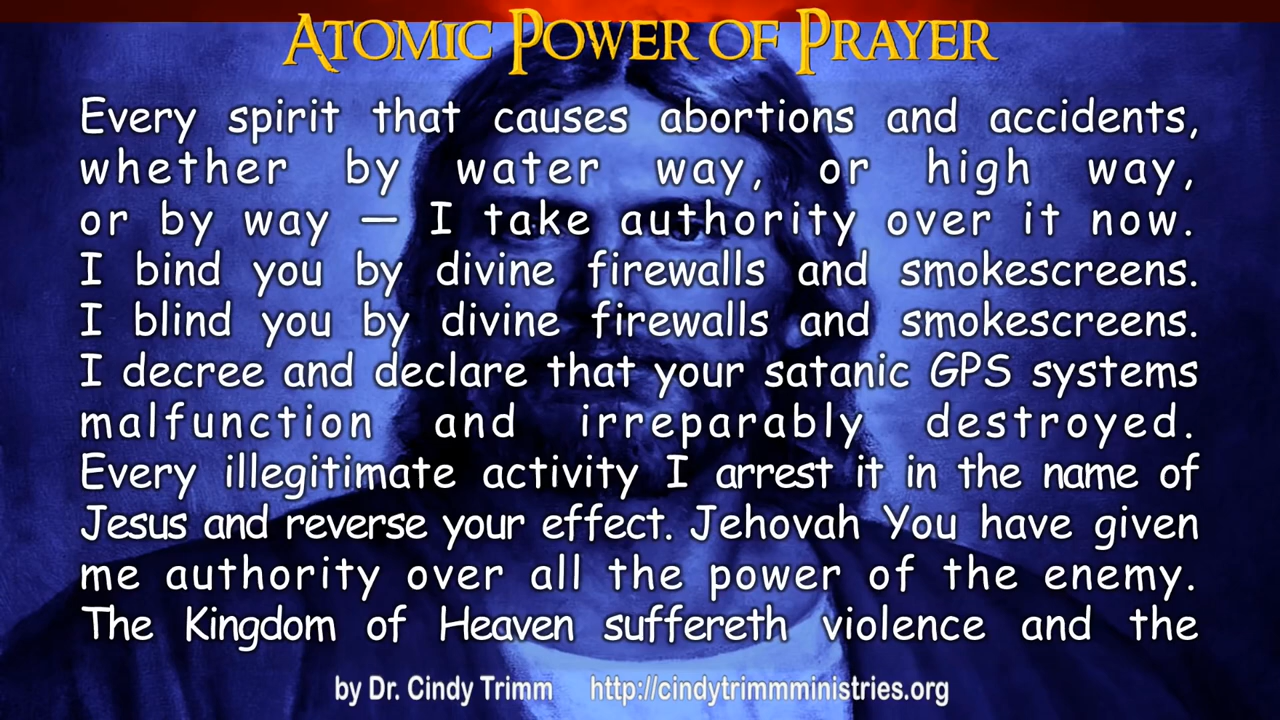 Atomic Power of Prayer
Every spirit that causes abortions and accidents,
whether by water way, or high way,
or by way — I take authority over it now.
I bind you by divine firewalls and smokescreens.
I blind you by divine firewalls and smokescreens.
I decree and declare that your satanic GPS systems
malfunction and irreparably destroyed.
Every illegitimate activity I arrest it in the name of
Jesus and reverse your effect. Jehovah You have given
me authority over all the power of the enemy.
The Kingdom of Heaven suffereth violence and the
by Dr. Cindy Trimm http://cindytrimmministries.org